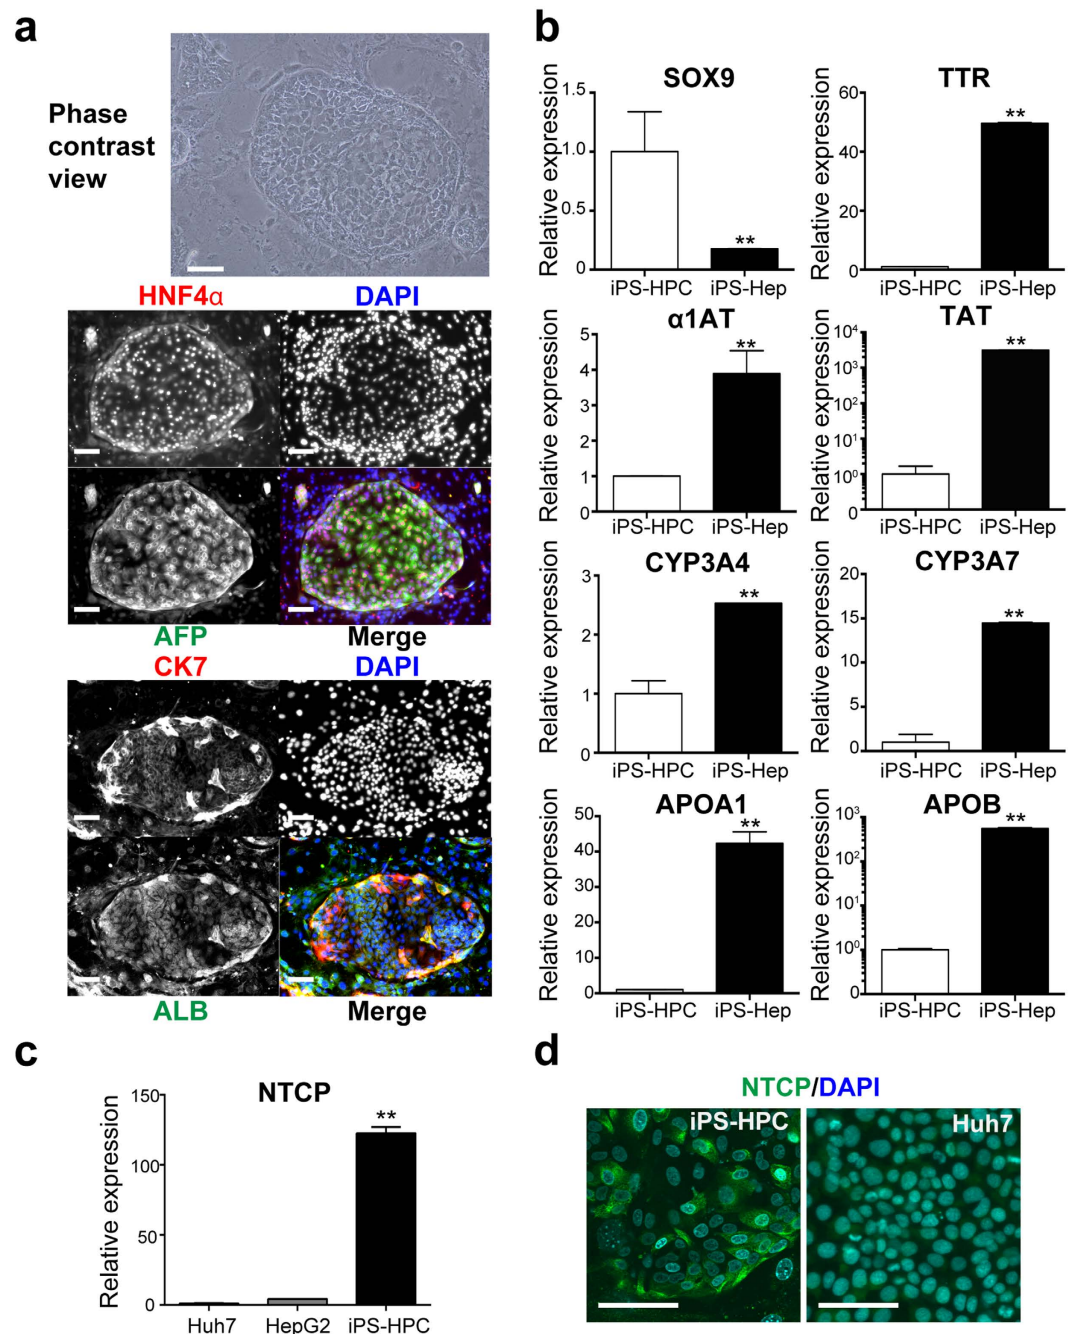 a
Phase
contrast
view
HNF4α
DAPI
AFP
Merge
CK7
DAPI
ALB
Merge
b
SOX9
Relative expression
1.5
1.0
0.5
0
iPS-HPC
**
iPS-Hep
TTR
Relative expression
60
40
20
0
iPS-HPC
**
iPS-Hep
α1AT
Relative expression
5
4
3
2
1
0
iPS-HPC
**
iPS-Hep
TAT
Relative expression
10⁴
10³
10²
10¹
10⁰
0
iPS-HPC
**
iPS-Hep
CYP3A4
Relative expression
3
2
1
0
iPS-HPC
**
iPS-Hep
CYP3A7
Relative expression
20
15
10
5
0
iPS-HPC
**
iPS-Hep
APOA1
Relative expression
50
40
30
20
10
0
iPS-HPC
**
iPS-Hep
APOB
Relative expression
10³
10²
10¹
10⁰
0
iPS-HPC
**
iPS-Hep
c
NTCP
Relative expression
150
100
50
0
**
Huh7
HepG2
iPS-HPC
d
NTCP/DAPI
iPS-HPC
Huh7